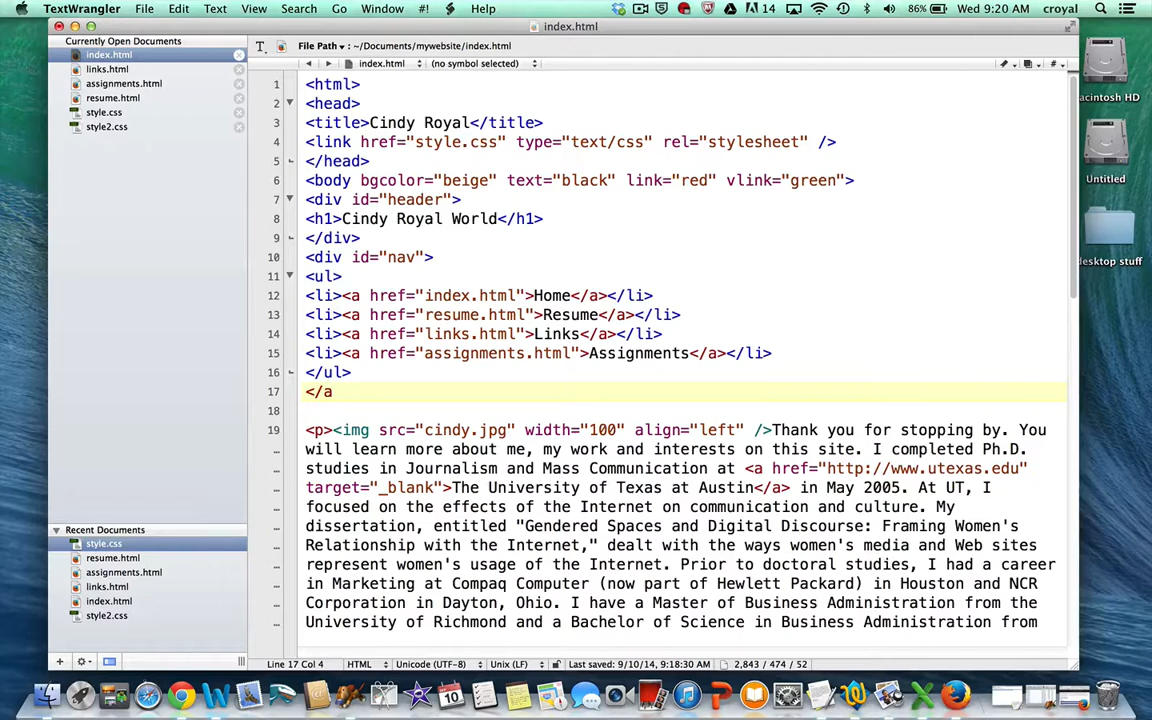 TextWrangler File Edit Text View Search Go Window #! Help 14 86% Wed 9:20 AM croyal
index.html
Currently Open Documents
index.html
links.html
assignments.html
resume.html
style.css
style2.css
File Path : ~/Documents/mywebsite/index.html
index.html (no symbol selected) #
1 <html>
2 <head>
3 <title>Cindy Royal</title>
4 <link href="style.css" type="text/css" rel="stylesheet" />
5 </head>
6 <body bgcolor="beige" text="black" link="red" vlink="green">
7 <div id="header">
8 <h1>Cindy Royal World</h1>
9 </div>
10 <div id="nav">
11 <ul>
12 <li><a href="index.html">Home</a></li>
13 <li><a href="resume.html">Resume</a></li>
14 <li><a href="links.html">Links</a></li>
15 <li><a href="assignments.html">Assignments</a></li>
16 </ul>
17 </a
18
19 <p><img src="cindy.jpg" width="100" align="left" />Thank you for stopping by. You
will learn more about me, my work and interests on this site. I completed Ph.D.
studies in Journalism and Mass Communication at <a href="http://www.utexas.edu"
target="_blank">The University of Texas at Austin</a> in May 2005. At UT, I
focused on the effects of the Internet on communication and culture. My
dissertation, entitled "Gendered Spaces and Digital Discourse: Framing Women's
Relationship with the Internet," dealt with the ways women's media and Web sites
represent women's usage of the Internet. Prior to doctoral studies, I had a career
in Marketing at Compaq Computer (now part of Hewlett Packard) in Houston and NCR
Corporation in Dayton, Ohio. I have a Master of Business Administration from the
University of Richmond and a Bachelor of Science in Business Administration from
Recent Documents
style.css
resume.html
assignments.html
links.html
index.html
style2.css
Line 17 Col 4 HTML Unicode (UTF-8) Unix (LF) Last saved: 9/10/14, 9:18:30 AM 2,843 / 474 / 52
acintosh HD
Untitled
desktop stuff
10